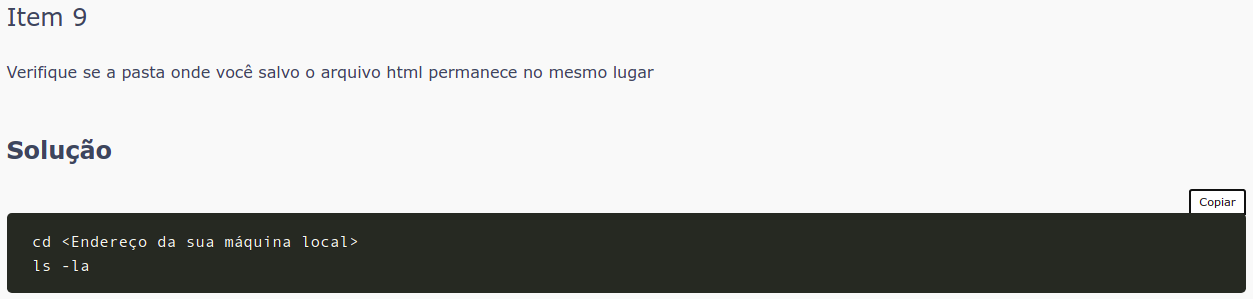 Item 9
Verifique se a pasta onde você salvo o arquivo html permanece no mesmo lugar
Solução
Copiar
cd <Endereço da sua máquina local>
ls -la